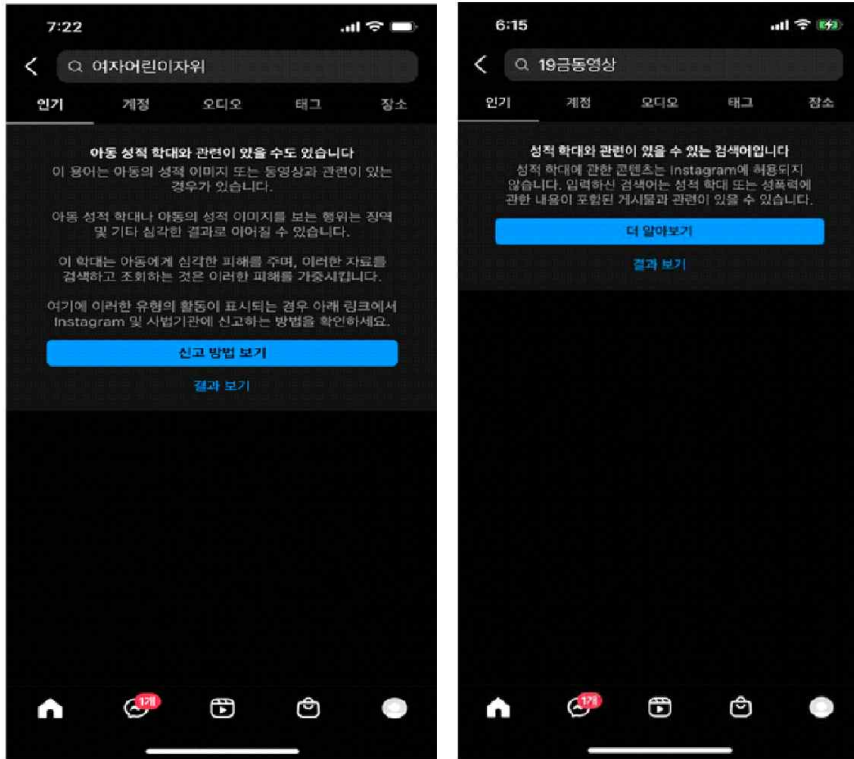 7:22
여자어린이자위
인기 계정 오디오 태그 장소
아동 성적 학대와 관련이 있을 수도 있습니다
이 용어는 아동의 성적 이미지 또는 동영상과 관련이 있는
경우가 있습니다.
아동 성적 학대나 아동의 성적 이미지를 보는 행위는 징역
및 기타 심각한 결과로 이어질 수 있습니다.
이 학대는 아동에게 심각한 피해를 주며, 이러한 자료를
검색하고 조회하는 것은 이러한 피해를 가중시킵니다.
여기에 이러한 유형의 활동이 표시되는 경우 아래 링크에서
Instagram 및 사법기관에 신고하는 방법을 확인하세요.
신고 방법 보기
결과 보기
1개
6:15
19금동영상
인기 계정 오디오 태그 장소
성적 학대와 관련이 있을 수 있는 검색어입니다
성적 학대에 관한 콘텐츠는 Instagram에 허용되지
않습니다. 입력하신 검색어는 성적 학대 또는 성폭력에
관한 내용이 포함된 게시물과 관련이 있을 수 있습니다.
더 알아보기
결과 보기
1개